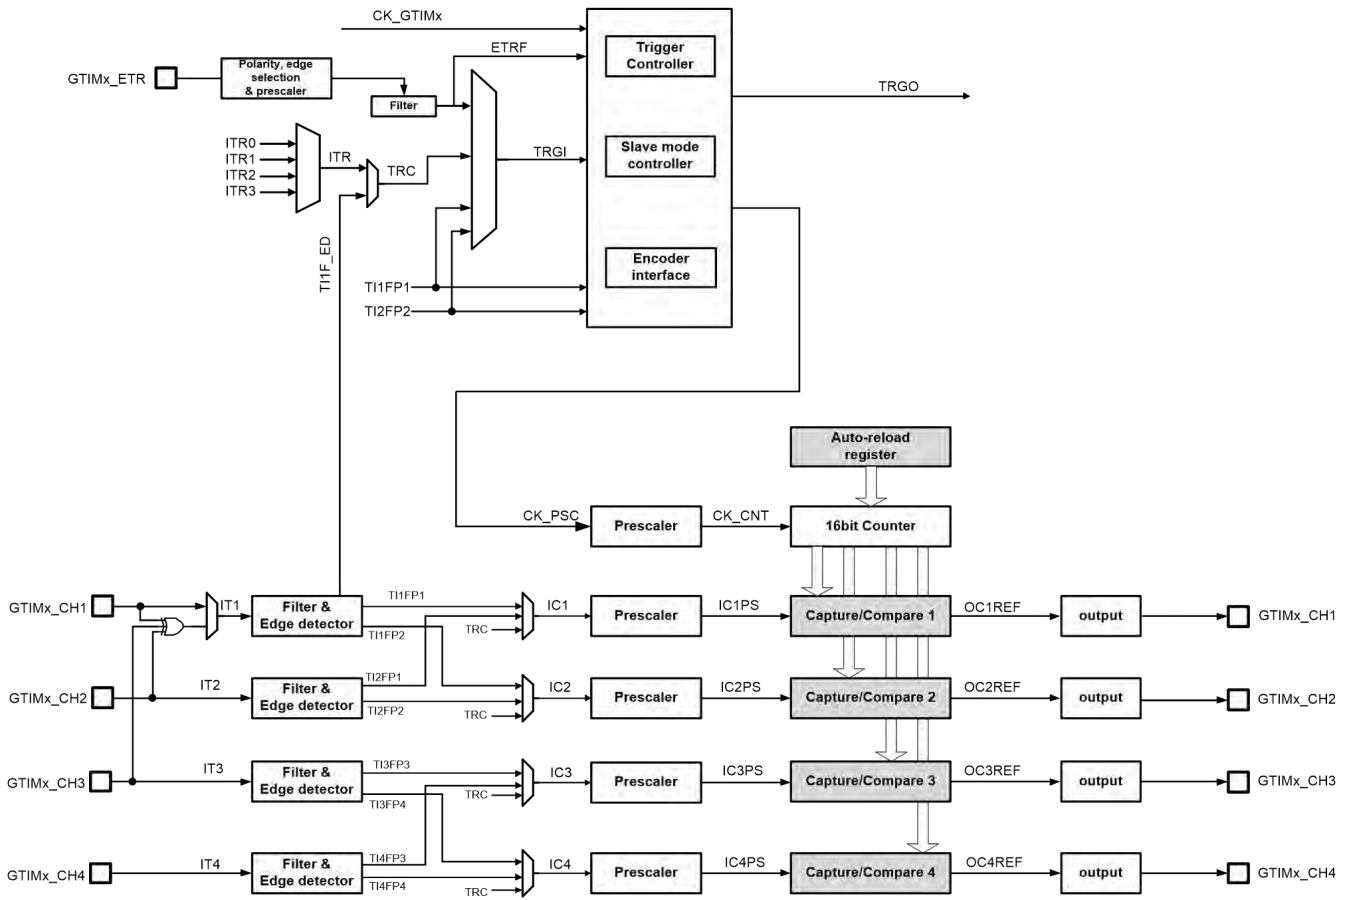 CK_GTIMx
ETRF
Trigger
Controller
GTIMx_ETR
Polarity, edge
selection
& prescaler
Filter
TRGO
ITR0
ITR1
ITR2
ITR3
ITR
TRC
TRGI
Slave mode
controller
TI1F_ED
Encoder
interface
TI1FP1
TI2FP2
Auto-reload
register
CK_PSC
Prescaler
CK_CNT
16bit Counter
GTIMx_CH1
IT1
Filter &
Edge detector
TI1FP1
TI1FP2
TRC
IC1
Prescaler
IC1PS
Capture/Compare 1
OC1REF
output
GTIMx_CH1
GTIMx_CH2
IT2
Filter &
Edge detector
TI2FP1
TI2FP2
TRC
IC2
Prescaler
IC2PS
Capture/Compare 2
OC2REF
output
GTIMx_CH2
GTIMx_CH3
IT3
Filter &
Edge detector
TI3FP3
TI3FP4
TRC
IC3
Prescaler
IC3PS
Capture/Compare 3
OC3REF
output
GTIMx_CH3
GTIMx_CH4
IT4
Filter &
Edge detector
TI4FP3
TI4FP4
TRC
IC4
Prescaler
IC4PS
Capture/Compare 4
OC4REF
output
GTIMx_CH4